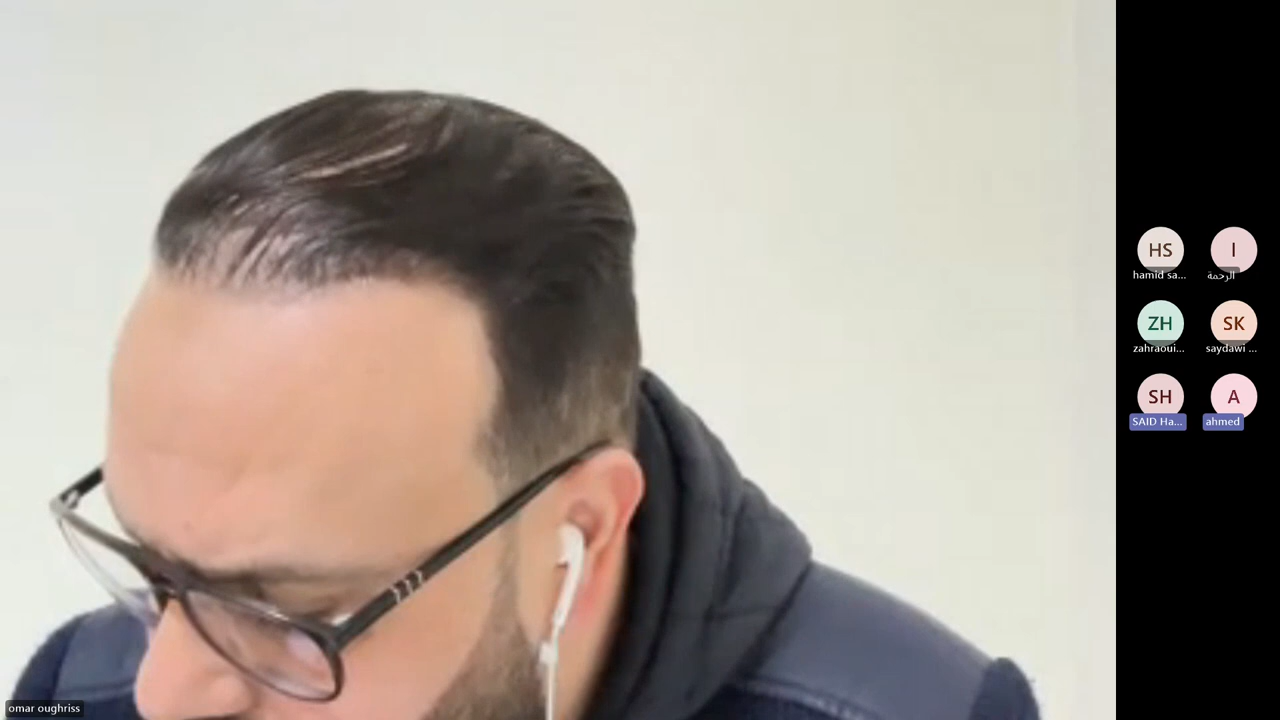 HS
I
hamid sa...
الرحمة
ZH
SK
zahraoui...
saydawi ...
SH
A
SAID Ha...
ahmed
omar oughriss